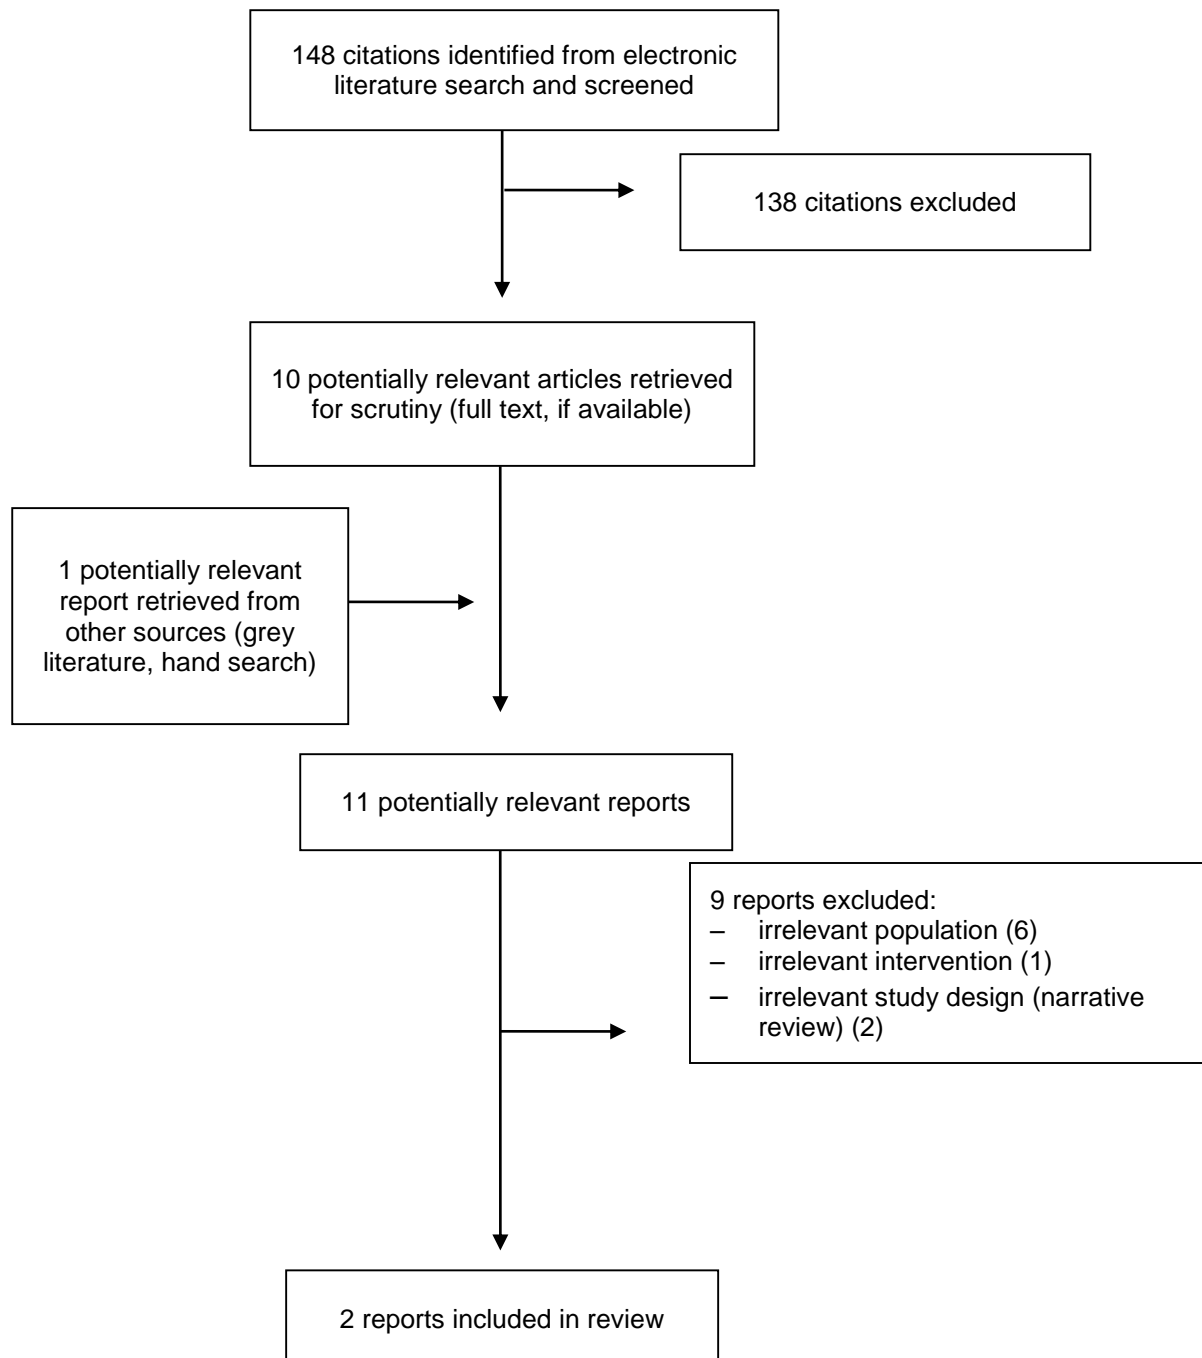 148 citations identified from electronic
literature search and screened
138 citations excluded
10 potentially relevant articles retrieved
for scrutiny (full text, if available)
1 potentially relevant
report retrieved from
other sources (grey
literature, hand search)
11 potentially relevant reports
9 reports excluded:
– irrelevant population (6)
– irrelevant intervention (1)
– irrelevant study design (narrative
review) (2)
2 reports included in review